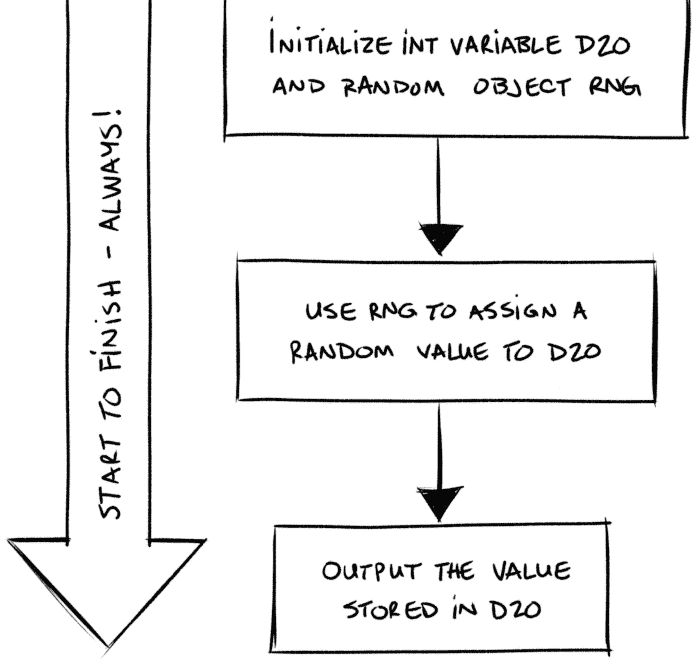 INITIALIZE INT VARIABLE D20
AND RANDOM OBJECT RNG
START TO FINISH - ALWAYS!
USE RNG TO ASSIGN A
RANDOM VALUE TO D20
OUTPUT THE VALUE
STORED IN D20